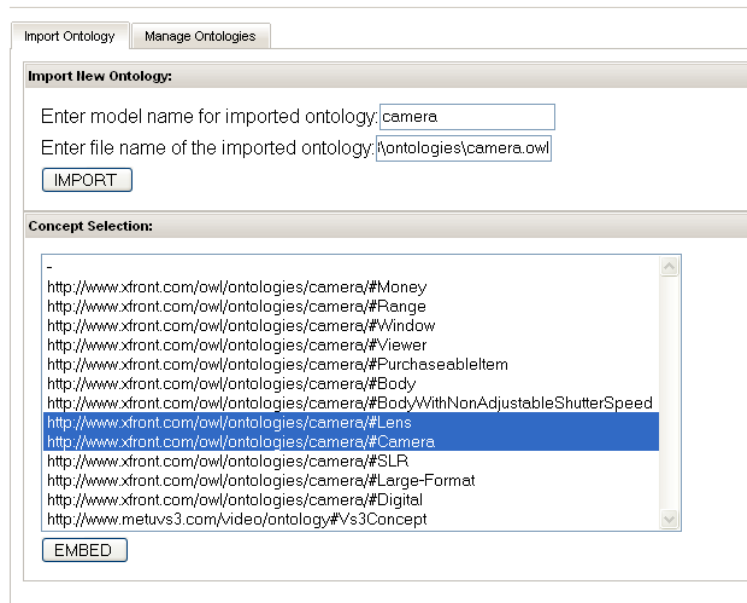 Import Ontology Manage Ontologies
Import New Ontology:
Enter model name for imported ontology: camera
Enter file name of the imported ontology: \ontologies\camera.owl
IMPORT
Concept Selection:
-
http://www.xfront.com/owl/ontologies/camera/#Money
http://www.xfront.com/owl/ontologies/camera/#Range
http://www.xfront.com/owl/ontologies/camera/#Window
http://www.xfront.com/owl/ontologies/camera/#Viewer
http://www.xfront.com/owl/ontologies/camera/#PurchaseableItem
http://www.xfront.com/owl/ontologies/camera/#Body
http://www.xfront.com/owl/ontologies/camera/#BodyWithNonAdjustableShutterSpeed
http://www.xfront.com/owl/ontologies/camera/#Lens
http://www.xfront.com/owl/ontologies/camera/#Camera
http://www.xfront.com/owl/ontologies/camera/#SLR
http://www.xfront.com/owl/ontologies/camera/#Large-Format
http://www.xfront.com/owl/ontologies/camera/#Digital
http://www.metuvs3.com/video/ontology#Vs3Concept
EMBED